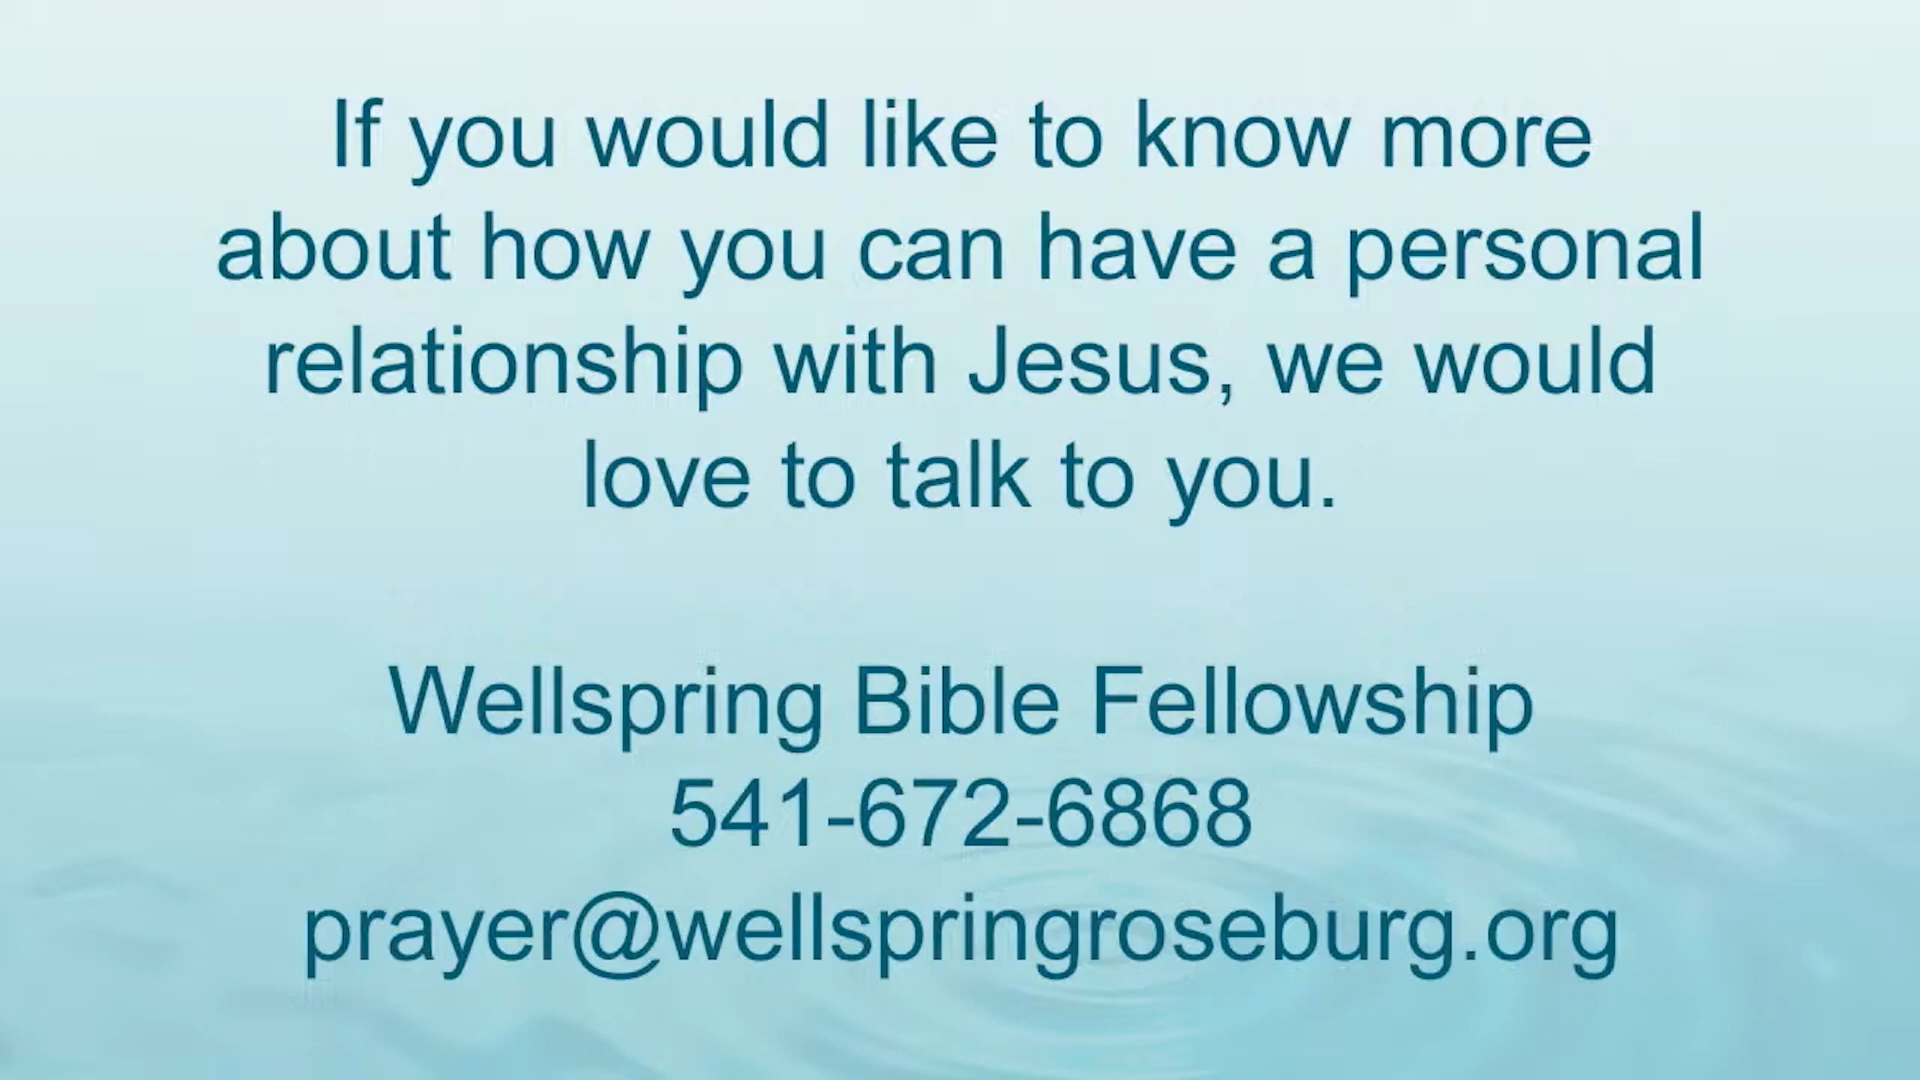 If you would like to know more
about how you can have a personal
relationship with Jesus, we would
love to talk to you.
Wellspring Bible Fellowship
541-672-6868
prayer@wellspringroseburg.org